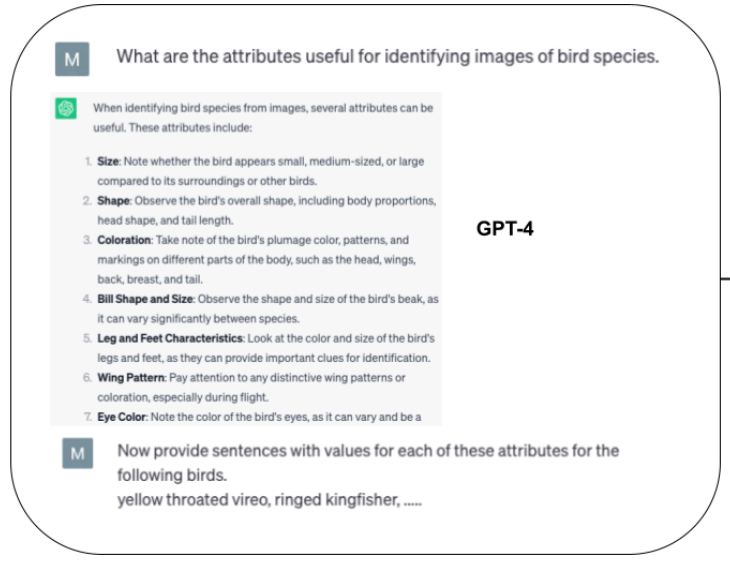 M
What are the attributes useful for identifying images of bird species.
When identifying bird species from images, several attributes can be
useful. These attributes include:
1. Size: Note whether the bird appears small, medium-sized, or large
compared to its surroundings or other birds.
2. Shape: Observe the bird's overall shape, including body proportions,
head shape, and tail length.
3. Coloration: Take note of the bird's plumage color, patterns, and
markings on different parts of the body, such as the head, wings,
back, breast, and tail.
4. Bill Shape and Size: Observe the shape and size of the bird's beak, as
it can vary significantly between species.
5. Leg and Feet Characteristics: Look at the color and size of the bird's
legs and feet, as they can provide important clues for identification.
6. Wing Pattern: Pay attention to any distinctive wing patterns or
coloration, especially during flight.
7. Eye Color: Note the color of the bird's eyes, as it can vary and be a
GPT-4
M
Now provide sentences with values for each of these attributes for the
following birds.
yellow throated vireo, ringed kingfisher, .....